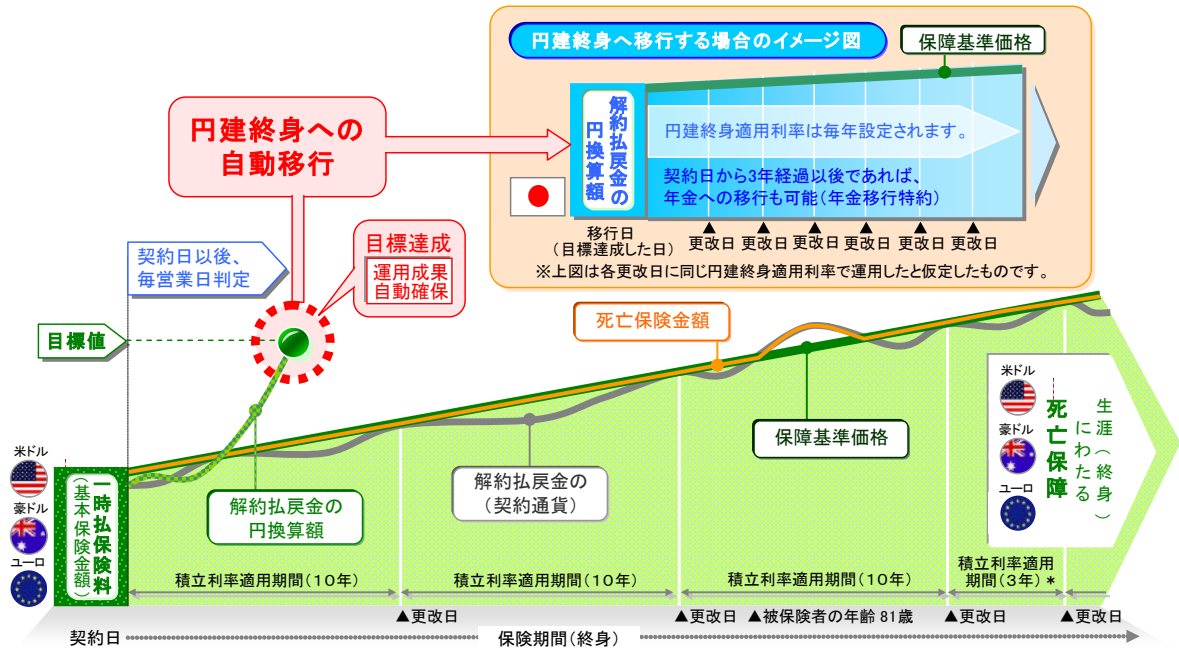 円建終身へ移行する場合のイメージ図
保障基準価格
円建終身への
自動移行
解約払戻金の
円換算額
円建終身適用利率は毎年設定されます。
契約日から3年経過以後であれば、
年金への移行も可能(年金移行特約)
移行日
(目標達成した日)
▲更改日
▲更改日
▲更改日
▲更改日
▲更改日
▲更改日
※上図は各更改日に同じ円建終身適用利率で運用したと仮定したものです。
契約日以後、
毎営業日判定
目標達成
運用成果
自動確保
目標値
死亡保険金額
保障基準価格
解約払戻金の
円換算額
解約払戻金の
(契約通貨)
米ドル
豪ドル
ユーロ
一時払保険料
(基本保険金額)
米ドル
豪ドル
ユーロ
生涯(終身)
にわたる
死亡保障
積立利率適用期間(10年)
積立利率適用期間(10年)
積立利率適用期間(10年)
積立利率適用
期間(3年)*
▲更改日
▲更改日
▲被保険者の年齢 81歳
▲更改日
▲更改日
契約日
保険期間(終身)